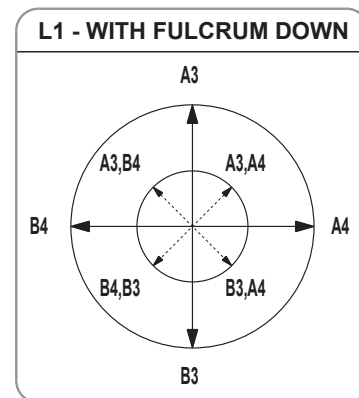 L1 - WITH FULCRUM DOWN
A3
A3,B4 A3,A4
B4 A4
B4,B3 B3,A4
B3